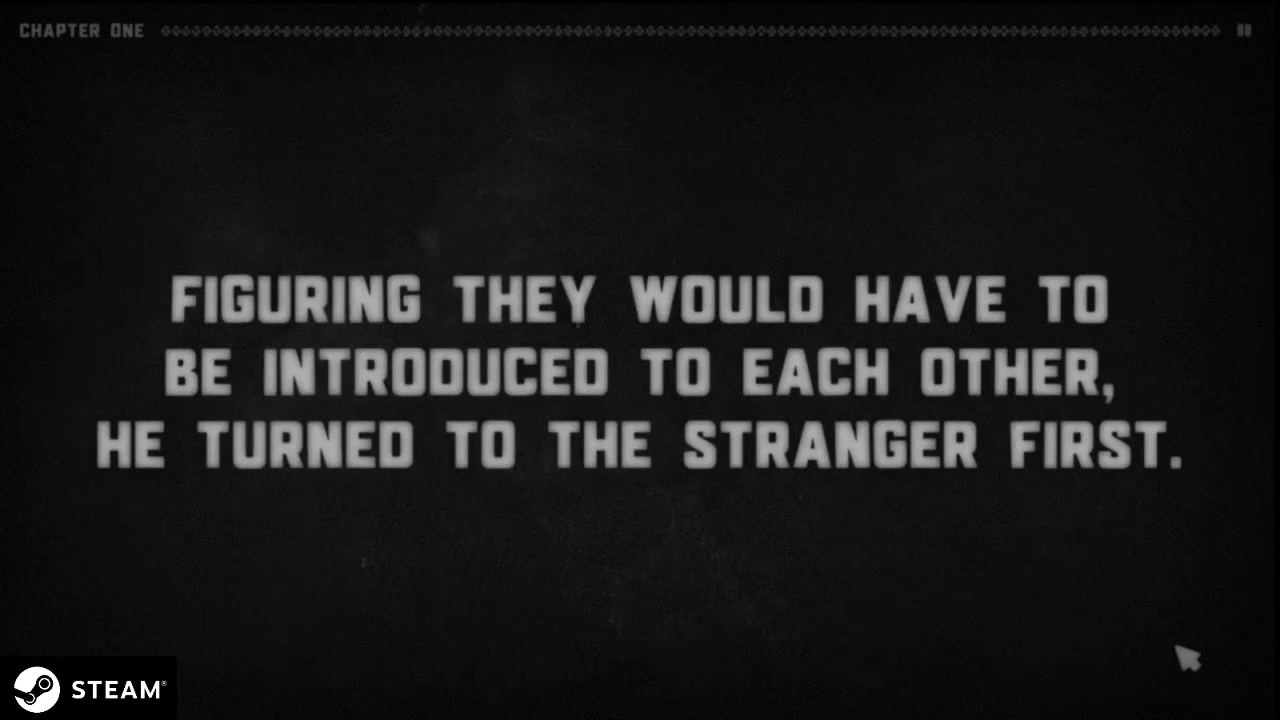 CHAPTER ONE
FIGURING THEY WOULD HAVE TO
BE INTRODUCED TO EACH OTHER,
HE TURNED TO THE STRANGER FIRST.
STEAM®